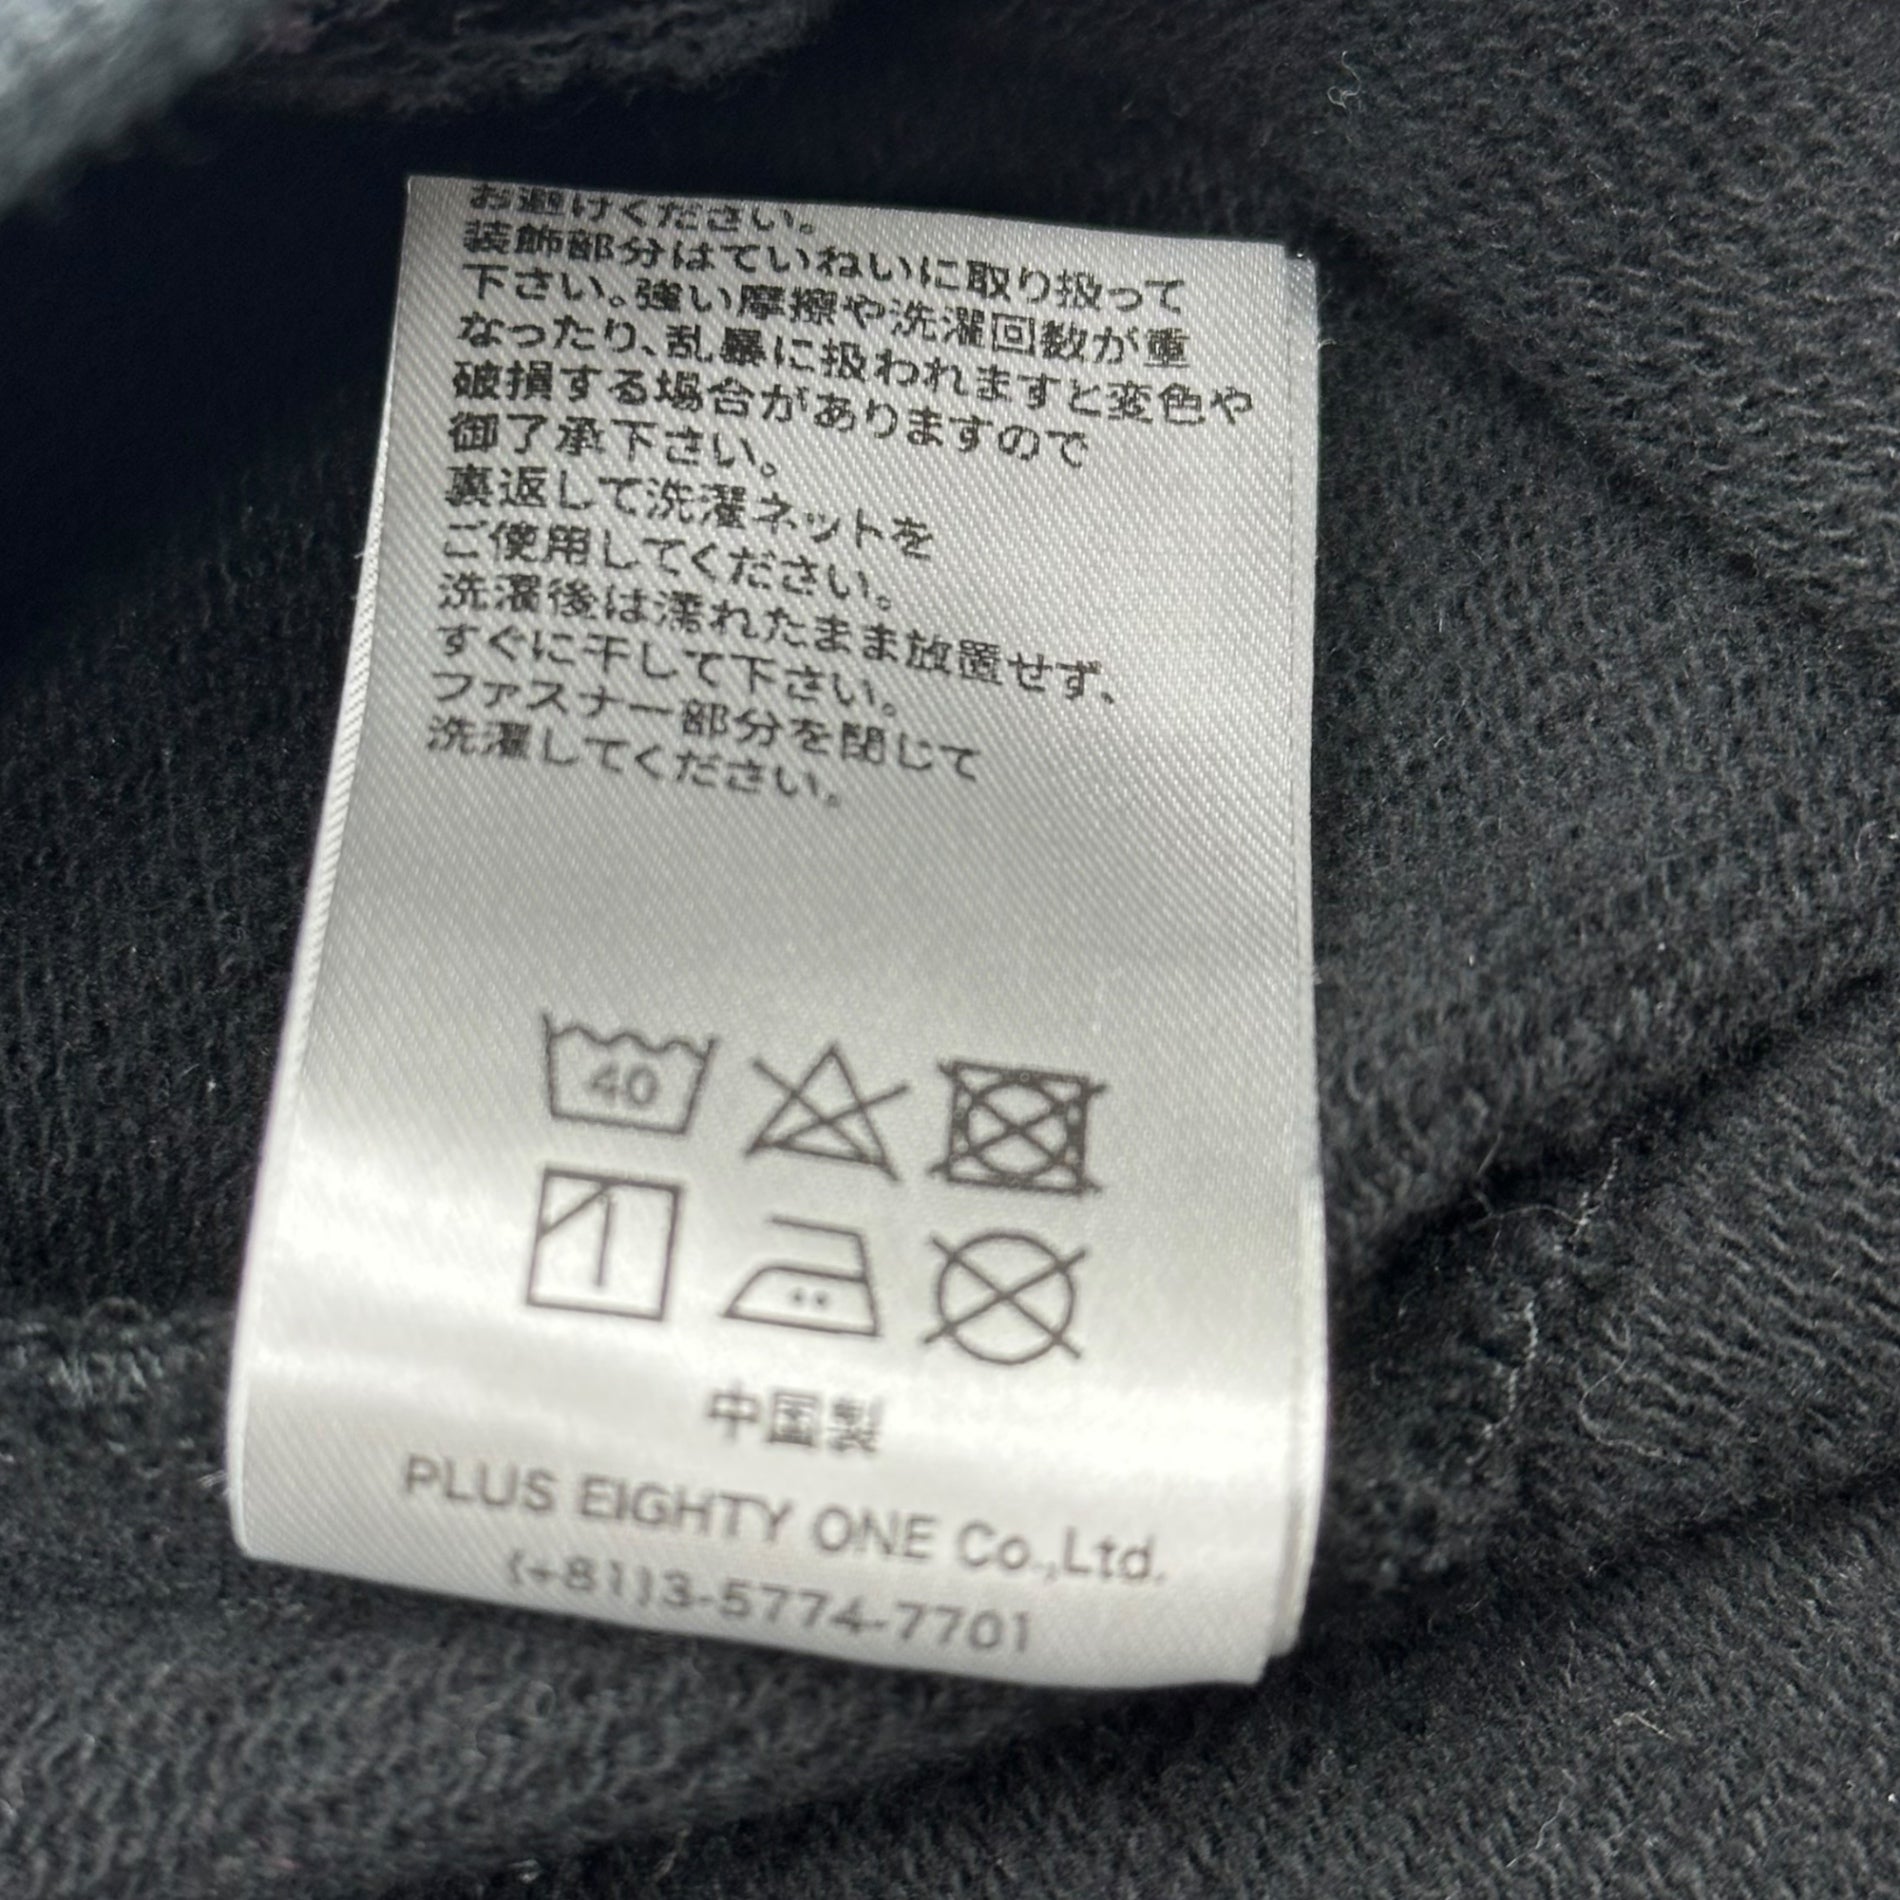 お避けください。
装飾部分はていねいに取り扱って
下さい。強い摩擦や洗濯回数が重
なったり、乱暴に扱われますと変色や
破損する場合がありますので
御了承下さい。
裏返して洗濯ネットを
ご使用してください。
洗濯後は濡れたまま放置せず、
すぐに干して下さい。
ファスナー部分を閉じて
洗濯してください。
40
中国製
PLUS EIGHTY ONE Co.,Ltd.
(+81)3-5774-7701